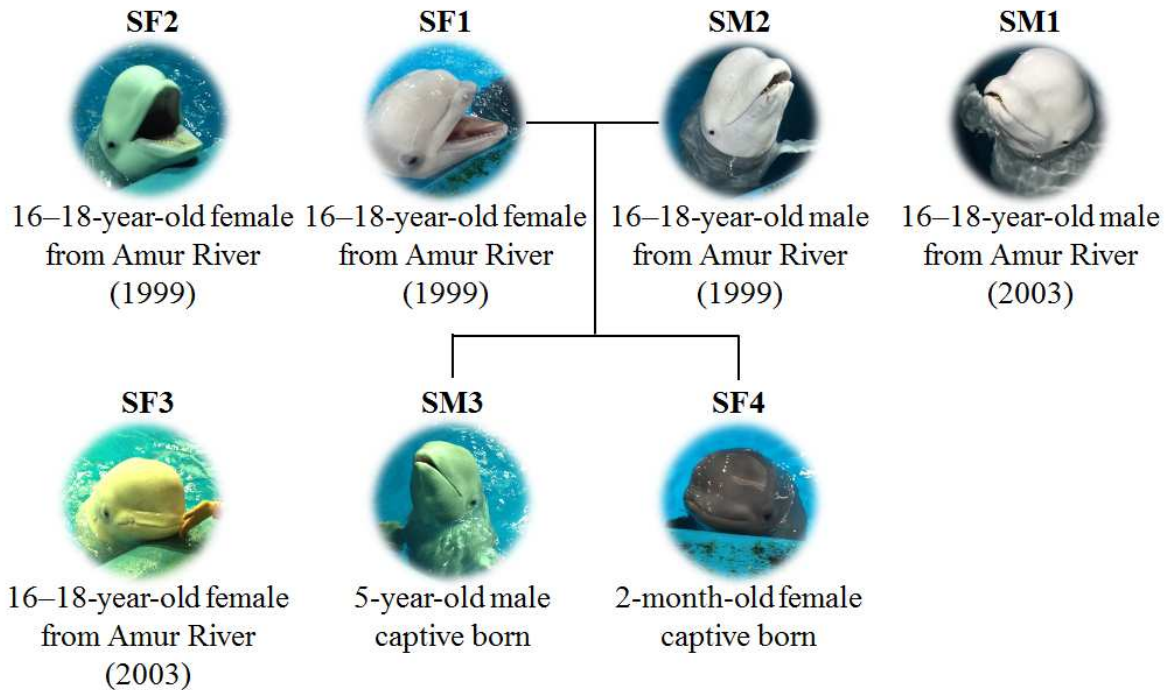 SF2
16–18-year-old female
from Amur River
(1999)
SF1
16–18-year-old female
from Amur River
(1999)
SM2
16–18-year-old male
from Amur River
(1999)
SM1
16–18-year-old male
from Amur River
(2003)
SF3
16–18-year-old female
from Amur River
(2003)
SM3
5-year-old male
captive born
SF4
2-month-old female
captive born